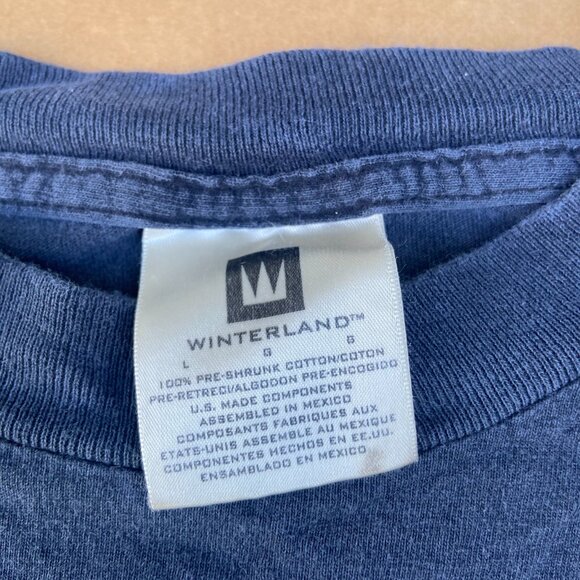 W
WINTERLAND™
L G G
100% PRE-SHRUNK COTTON/COTON
PRE-RETRECI/ALGODON PRE-ENCOGIDO
U.S. MADE COMPONENTS
ASSEMBLED IN MEXICO
COMPOSANTS FABRIQUES AUX
ETATS-UNIS ASSEMBLE AU MEXIQUE
COMPONENTES HECHOS EN EE.UU.
ENSAMBLADO EN MEXICO